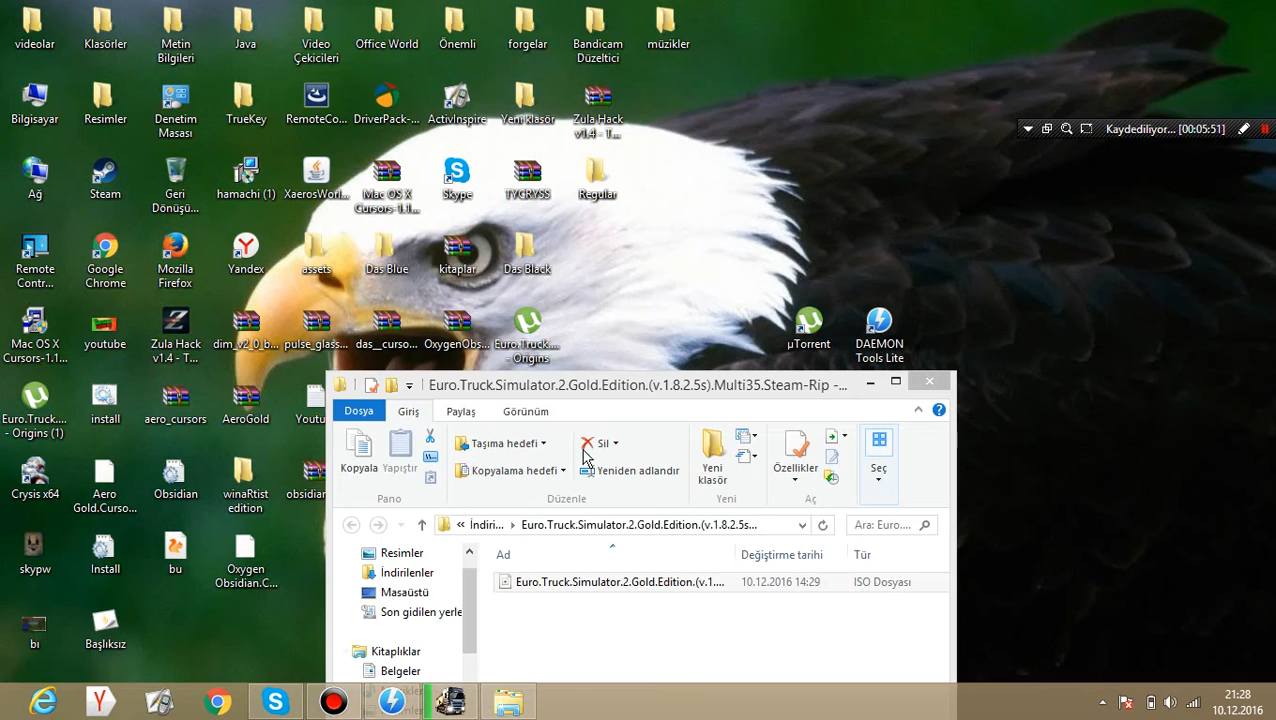 videolar
Klasörler
Metin
Bilgileri
Java
Video
Çekicileri
Office World
Önemli
forgelar
Bandicam
Düzeltici
müzikler
Bilgisayar
Resimler
Denetim
Masası
TrueKey
RemoteCo...
DriverPack-...
ActivInspire
Yeni klasör
Zula Hack
v1.4 - T...
Kaydediliyor... [00:05:51]
Ağ
Steam
Geri
Dönüşü...
hamachi (1)
XaerosWorl...
Mac OS X
Cursors-1.1...
Skype
TYCRYSS
Regular
Remote
Contr...
Google
Chrome
Mozilla
Firefox
Yandex
assets
Das Blue
kitaplar
Das Black
Mac OS X
Cursors-1.1...
youtube
Zula Hack
v1.4 - T...
dim_v2_0_b...
pulse_glass...
das__curso...
OxygenObs...
Euro.Truck....
- Origins
µTorrent
DAEMON
Tools Lite
Euro.Truck....
- Origins (1)
install
aero_cursors
AeroGold
Youtu
Crysis x64
Aero
Gold.Curso...
Obsidian
winaRtist
edition
obsidia
skypw
Install
bu
Oxygen
Obsidian.C...
bı
Başlıksız
Euro.Truck.Simulator.2.Gold.Edition.(v.1.8.2.5s).Multi35.Steam-Rip -...
Dosya
Giriş
Paylaş
Görünüm
Kopyala
Yapıştır
Pano
Taşıma hedefi
Kopyalama hedefi
Sil
Yeniden adlandır
Düzenle
Yeni
klasör
Yeni
Özellikler
Aç
Seç
« İndiri... Euro.Truck.Simulator.2.Gold.Edition.(v.1.8.2.5s...
Ara: Euro....
Resimler
İndirilenler
Masaüstü
Son gidilen yerle
Kitaplıklar
Belgeler
Ad
Değiştirme tarihi
Tür
Euro.Truck.Simulator.2.Gold.Edition.(v.1....
10.12.2016 14:29
ISO Dosyası
21:28
10.12.2016